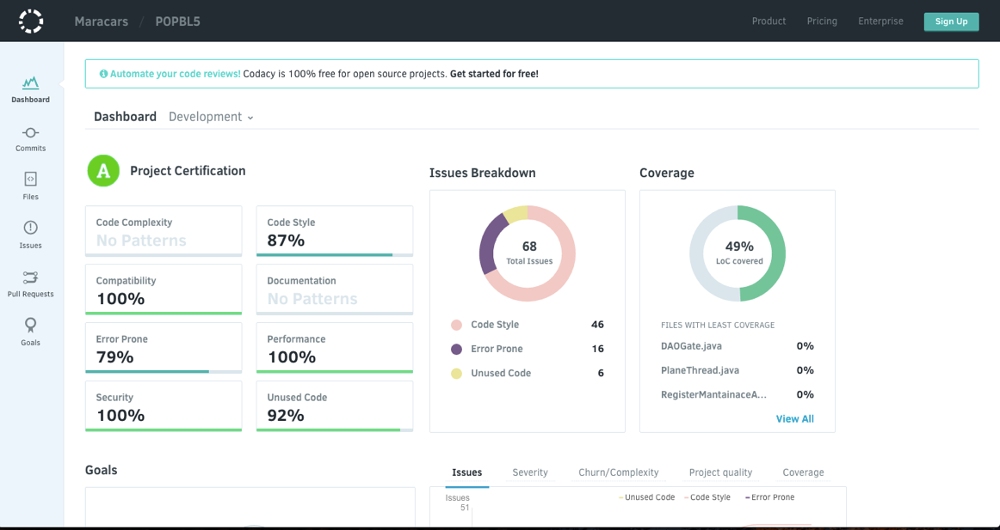 Maracars / POPBL5
Product Pricing Enterprise Sign Up
Automate your code reviews! Codacy is 100% free for open source projects. Get started for free!
Dashboard
Commits
Files
Issues
Pull Requests
Goals
Dashboard Development
A Project Certification
Code Complexity
No Patterns
Code Style
87%
Compatibility
100%
Documentation
No Patterns
Error Prone
79%
Performance
100%
Security
100%
Unused Code
92%
Issues Breakdown
68
Total Issues
Code Style 46
Error Prone 16
Unused Code 6
Coverage
49%
LoC covered
FILES WITH LEAST COVERAGE
DAOGate.java 0%
PlaneThread.java 0%
RegisterMantainaceA... 0%
View All
Goals
Issues Severity Churn/Complexity Project quality Coverage
Issues
51
Unused Code Code Style Error Prone